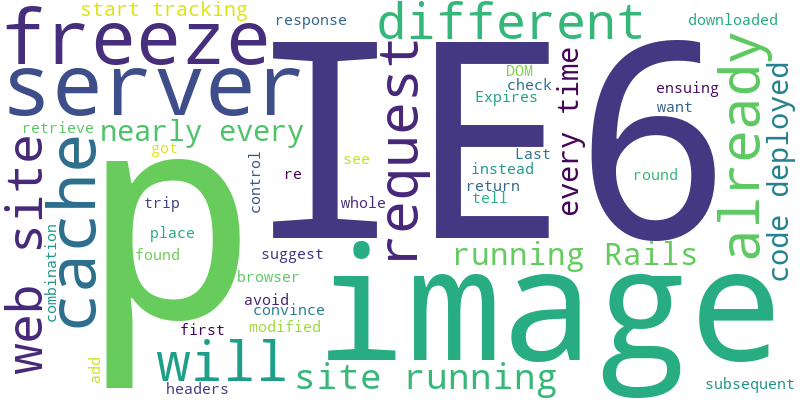 start tracking
response
different
downloaded
freeze
IE6
server
request
DOM
check
Expires
every time
ensuing
want
already
code deployed
retrieve
nearly every
got
web site
cache
p
control
re
see
Last
instead
return
tell
round
trip
whole
place
found
combination
suggest
browser
avoid
convince
modified
first
running Rails
image
add
will
headers
site running
subsequent